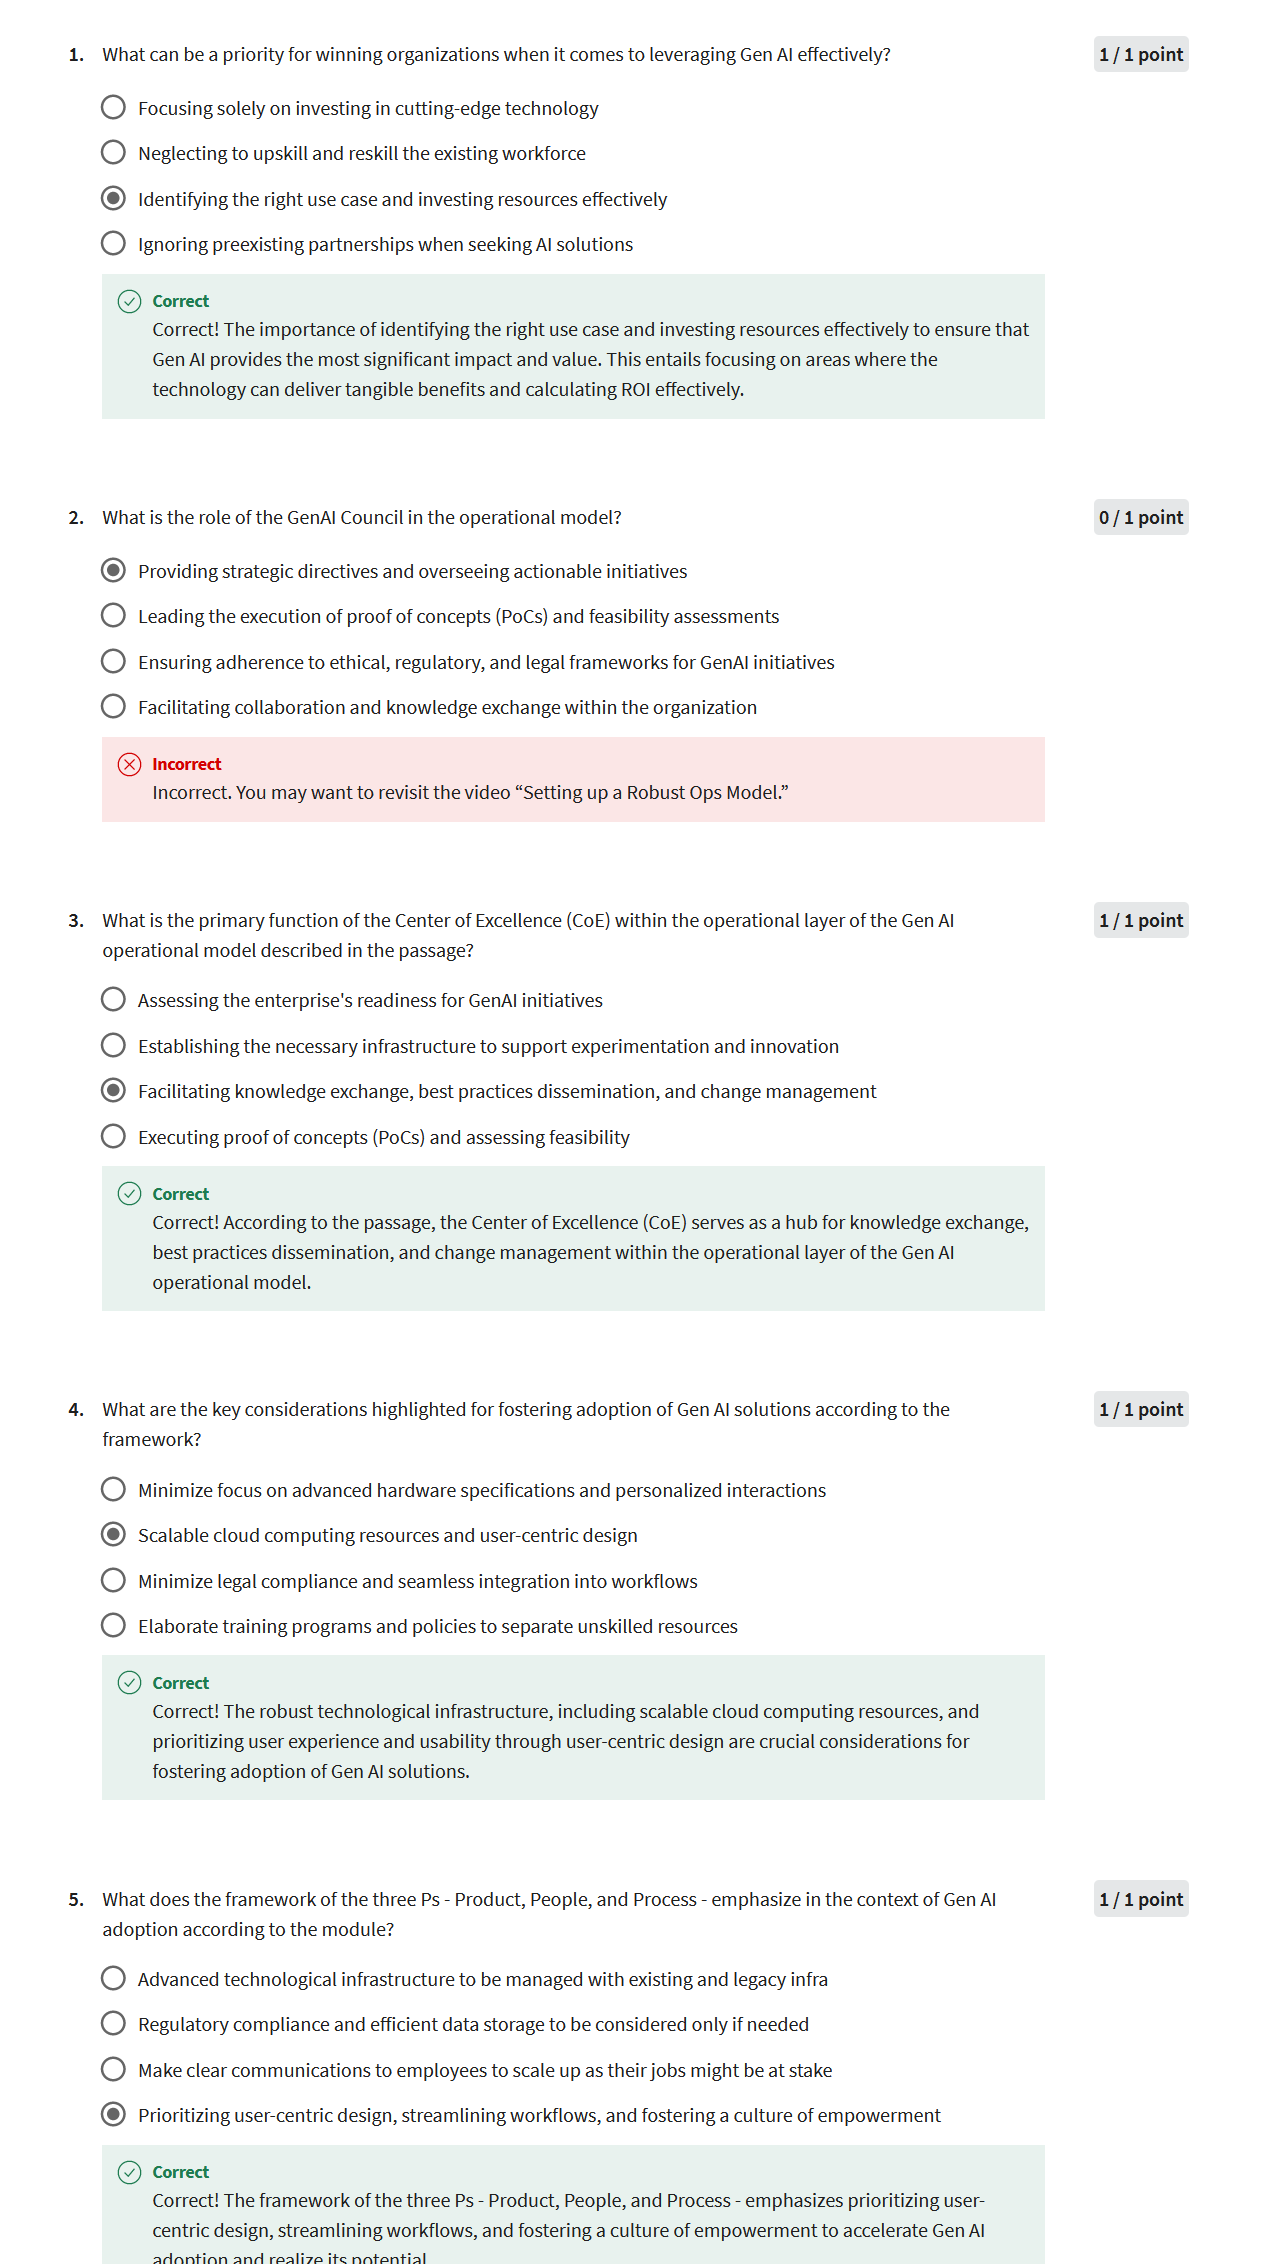 1. What can be a priority for winning organizations when it comes to leveraging Gen AI effectively?
1 / 1 point
Focusing solely on investing in cutting-edge technology
Neglecting to upskill and reskill the existing workforce
Identifying the right use case and investing resources effectively
Ignoring preexisting partnerships when seeking AI solutions
Correct
Correct! The importance of identifying the right use case and investing resources effectively to ensure that
Gen AI provides the most significant impact and value. This entails focusing on areas where the
technology can deliver tangible benefits and calculating ROI effectively.
2. What is the role of the GenAI Council in the operational model?
0 / 1 point
Providing strategic directives and overseeing actionable initiatives
Leading the execution of proof of concepts (PoCs) and feasibility assessments
Ensuring adherence to ethical, regulatory, and legal frameworks for GenAI initiatives
Facilitating collaboration and knowledge exchange within the organization
Incorrect
Incorrect. You may want to revisit the video “Setting up a Robust Ops Model.”
3. What is the primary function of the Center of Excellence (CoE) within the operational layer of the Gen AI
operational model described in the passage?
1 / 1 point
Assessing the enterprise's readiness for GenAI initiatives
Establishing the necessary infrastructure to support experimentation and innovation
Facilitating knowledge exchange, best practices dissemination, and change management
Executing proof of concepts (PoCs) and assessing feasibility
Correct
Correct! According to the passage, the Center of Excellence (CoE) serves as a hub for knowledge exchange,
best practices dissemination, and change management within the operational layer of the Gen AI
operational model.
4. What are the key considerations highlighted for fostering adoption of Gen AI solutions according to the
framework?
1 / 1 point
Minimize focus on advanced hardware specifications and personalized interactions
Scalable cloud computing resources and user-centric design
Minimize legal compliance and seamless integration into workflows
Elaborate training programs and policies to separate unskilled resources
Correct
Correct! The robust technological infrastructure, including scalable cloud computing resources, and
prioritizing user experience and usability through user-centric design are crucial considerations for
fostering adoption of Gen AI solutions.
5. What does the framework of the three Ps - Product, People, and Process - emphasize in the context of Gen AI
adoption according to the module?
1 / 1 point
Advanced technological infrastructure to be managed with existing and legacy infra
Regulatory compliance and efficient data storage to be considered only if needed
Make clear communications to employees to scale up as their jobs might be at stake
Prioritizing user-centric design, streamlining workflows, and fostering a culture of empowerment
Correct
Correct! The framework of the three Ps - Product, People, and Process - emphasizes prioritizing user-
centric design, streamlining workflows, and fostering a culture of empowerment to accelerate Gen AI
adoption and realize its potential.